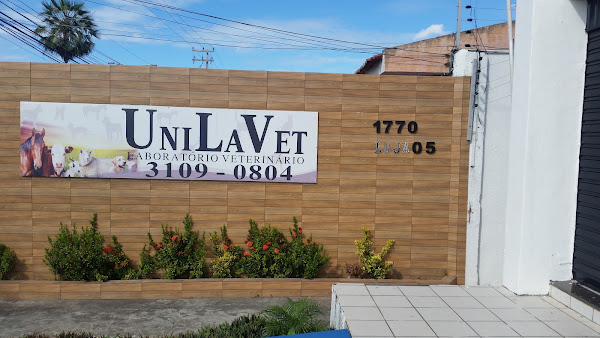 UNILAVET
LABORATÓRIO VETERINÁRIO
3109 - 0804
1770
LOJA 05